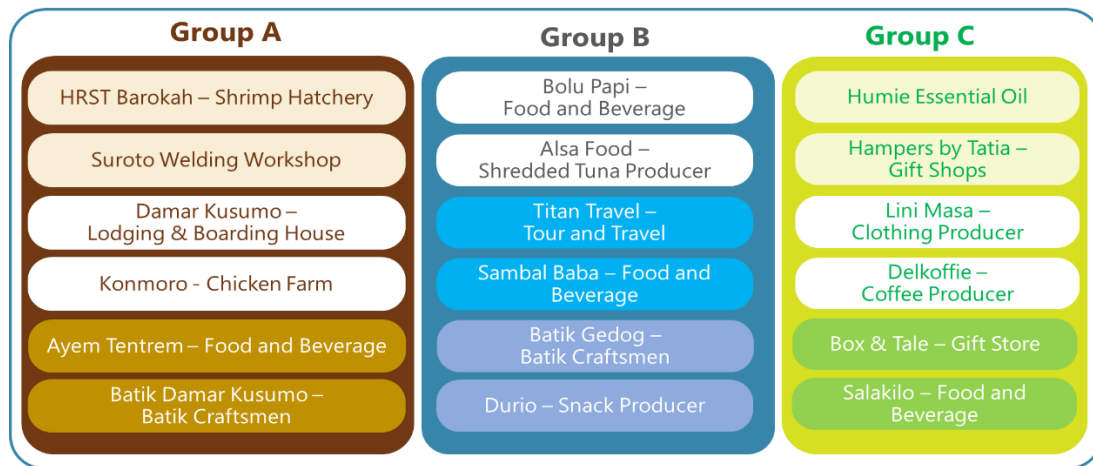 Group A
HRST Barokah – Shrimp Hatchery
Suroto Welding Workshop
Damar Kusumo –
Lodging & Boarding House
Konmoro - Chicken Farm
Ayem Tentrem – Food and Beverage
Batik Damar Kusumo –
Batik Craftsmen
Group B
Bolu Papi –
Food and Beverage
Alsa Food –
Shredded Tuna Producer
Titan Travel –
Tour and Travel
Sambal Baba – Food and
Beverage
Batik Gedog –
Batik Craftsmen
Durio – Snack Producer
Group C
Humie Essential Oil
Hampers by Tatia –
Gift Shops
Lini Masa –
Clothing Producer
Delkoffie –
Coffee Producer
Box & Tale – Gift Store
Salakilo – Food and
Beverage